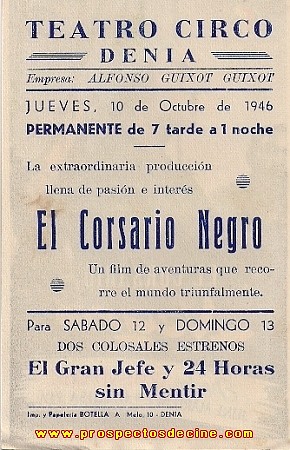 TEATRO CIRCO
DENIA
Empresa: ALFONSO GUIXOT GUIXOT
JUEVES, 10 de Octubre de 1946
PERMANENTE de 7 tarde a 1 noche
La extraordinaria producción
llena de pasión e interés
El Corsario Negro
Un film de aventuras que reco-
rre el mundo triunfalmente.
Para SABADO 12 y DOMINGO 13
DOS COLOSALES ESTRENOS
El Gran Jefe y 24 Horas
sin Mentir
Imp. y Papelería BOTELLA A. Melo, 10 - DENIA
www.prospectosdecine.com